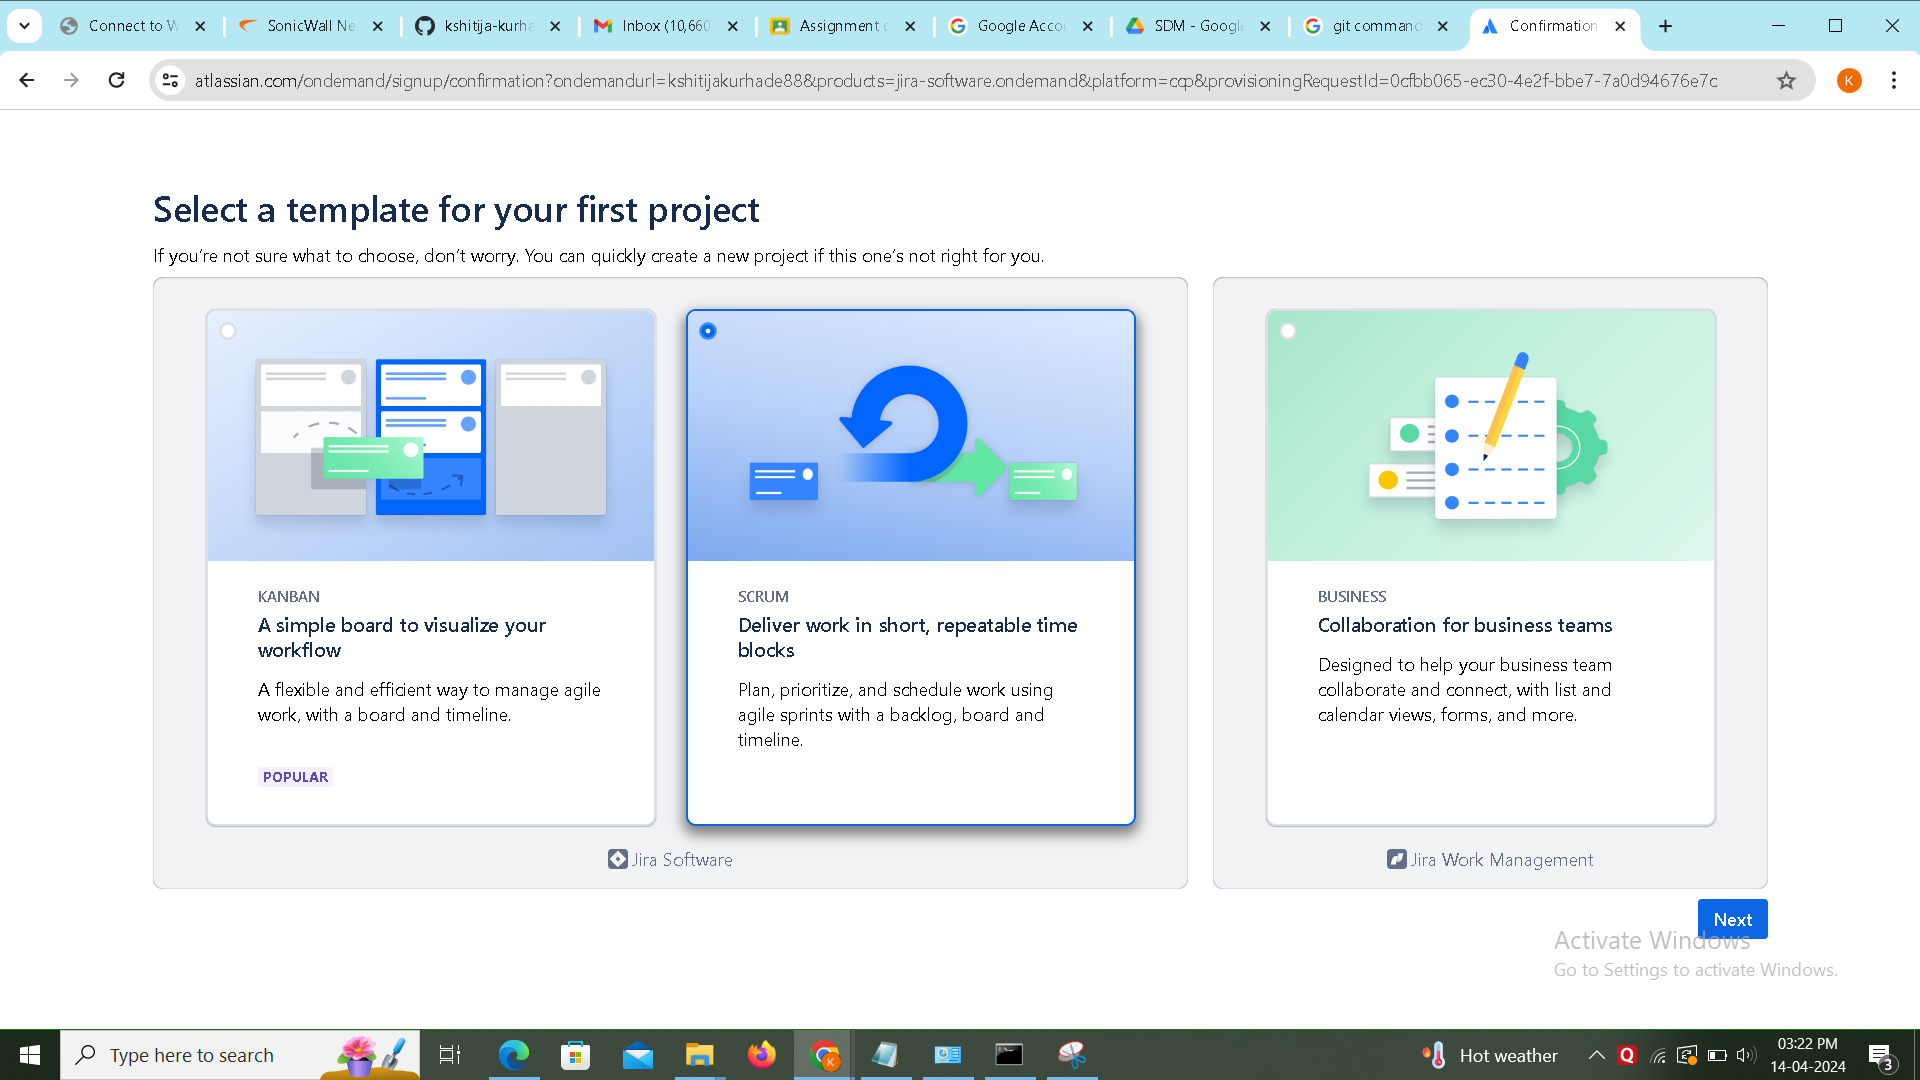 Connect to W
SonicWall Ne
kshitija-kurha
Inbox (10,660
Assignment
Google Accou
SDM - Google
git command
Confirmation
atlassian.com/ondemand/signup/confirmation?ondemandurl=kshitijakurhade88&products=jira-software.ondemand&platform=ccp&provisioningRequestId=0cfbb065-ec30-4e2f-bbe7-7a0d94676e7c
K
Select a template for your first project
If you're not sure what to choose, don't worry. You can quickly create a new project if this one's not right for you.
KANBAN
A simple board to visualize your
workflow
A flexible and efficient way to manage agile
work, with a board and timeline.
POPULAR
SCRUM
Deliver work in short, repeatable time
blocks
Plan, prioritize, and schedule work using
agile sprints with a backlog, board and
timeline.
Jira Software
BUSINESS
Collaboration for business teams
Designed to help your business team
collaborate and connect, with list and
calendar views, forms, and more.
Jira Work Management
Next
Activate Windows
Go to Settings to activate Windows.
Type here to search
K
Hot weather
Q
03:22 PM
14-04-2024
3